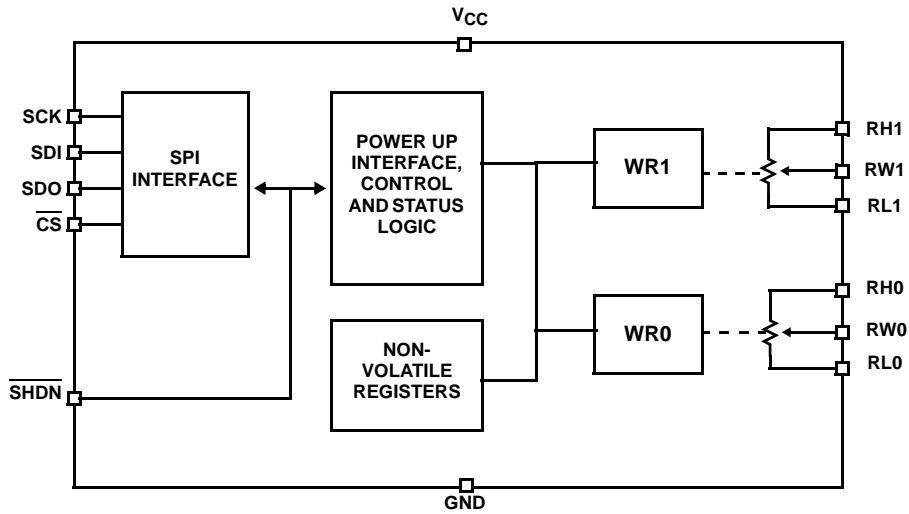 VCC
SCK
SDI
SDO
CS
SHDN
SPI
INTERFACE
POWER UP
INTERFACE,
CONTROL
AND STATUS
LOGIC
NON-
VOLATILE
REGISTERS
WR1
WR0
RH1
RW1
RL1
RH0
RW0
RL0
GND